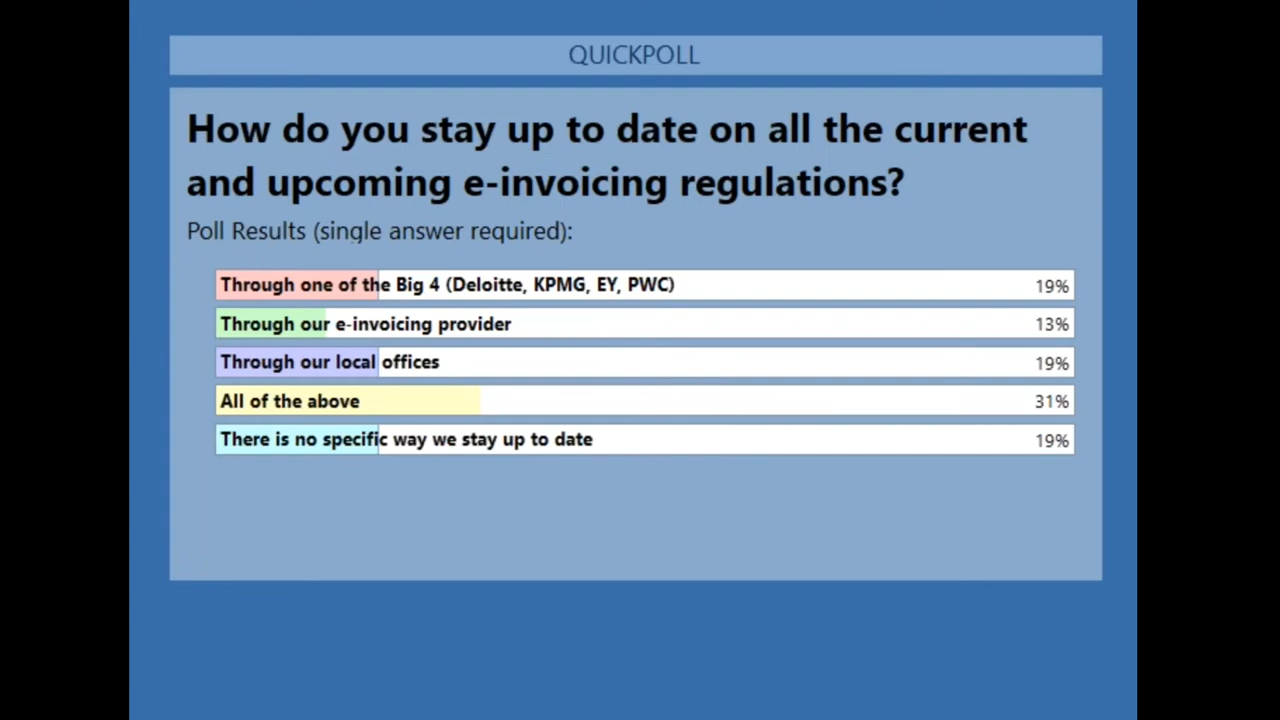 QUICKPOLL
How do you stay up to date on all the current
and upcoming e-invoicing regulations?
Poll Results (single answer required):
Through one of the Big 4 (Deloitte, KPMG, EY, PWC) 19%
Through our e-invoicing provider 13%
Through our local offices 19%
All of the above 31%
There is no specific way we stay up to date 19%